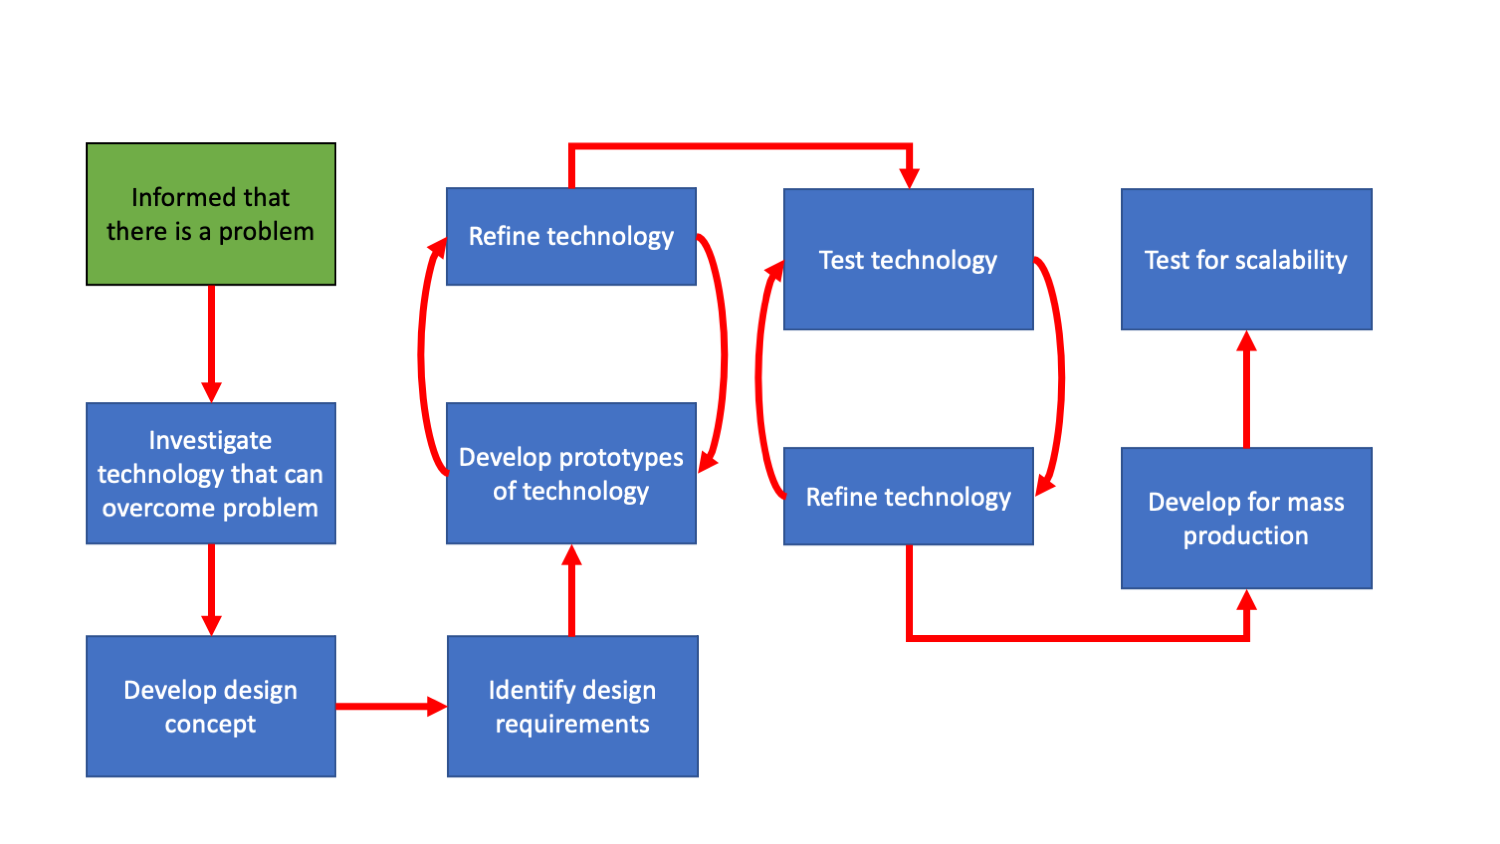 Informed that
there is a problem
Investigate
technology that can
overcome problem
Develop design
concept
Identify design
requirements
Develop prototypes
of technology
Refine technology
Test technology
Refine technology
Develop for mass
production
Test for scalability